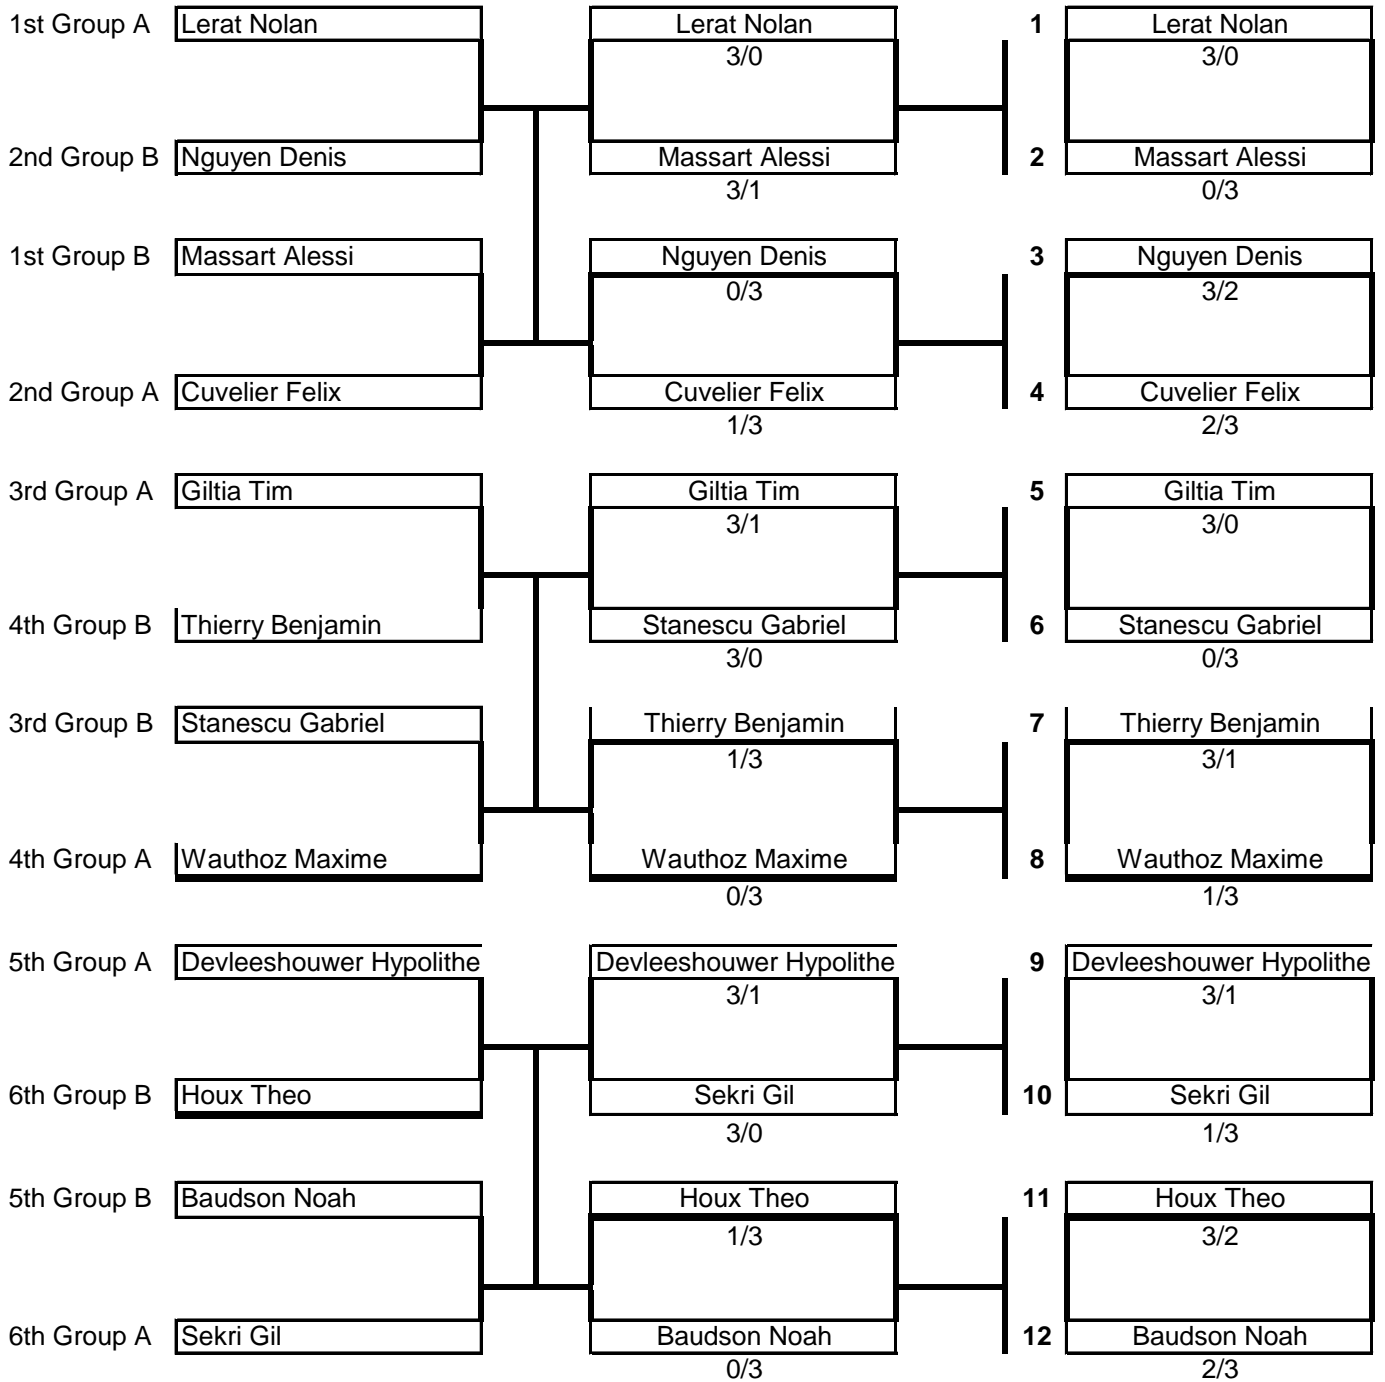 1st Group A Lerat Nolan Lerat Nolan 1 Lerat Nolan
3/0 3/0
2nd Group B Nguyen Denis Massart Alessi 2 Massart Alessi
3/1 0/3
1st Group B Massart Alessi Nguyen Denis 3 Nguyen Denis
0/3 3/2
2nd Group A Cuvelier Felix Cuvelier Felix 4 Cuvelier Felix
1/3 2/3
3rd Group A Giltia Tim Giltia Tim 5 Giltia Tim
3/1 3/0
4th Group B Thierry Benjamin Stanescu Gabriel 6 Stanescu Gabriel
3/0 0/3
3rd Group B Stanescu Gabriel Thierry Benjamin 7 Thierry Benjamin
1/3 3/1
4th Group A Wauthoz Maxime Wauthoz Maxime 8 Wauthoz Maxime
0/3 1/3
5th Group A Devleeshouwer Hypolithe Devleeshouwer Hypolithe 9 Devleeshouwer Hypolithe
3/1 3/1
6th Group B Houx Theo Sekri Gil 10 Sekri Gil
3/0 1/3
5th Group B Baudson Noah Houx Theo 11 Houx Theo
1/3 3/2
6th Group A Sekri Gil Baudson Noah 12 Baudson Noah
0/3 2/3